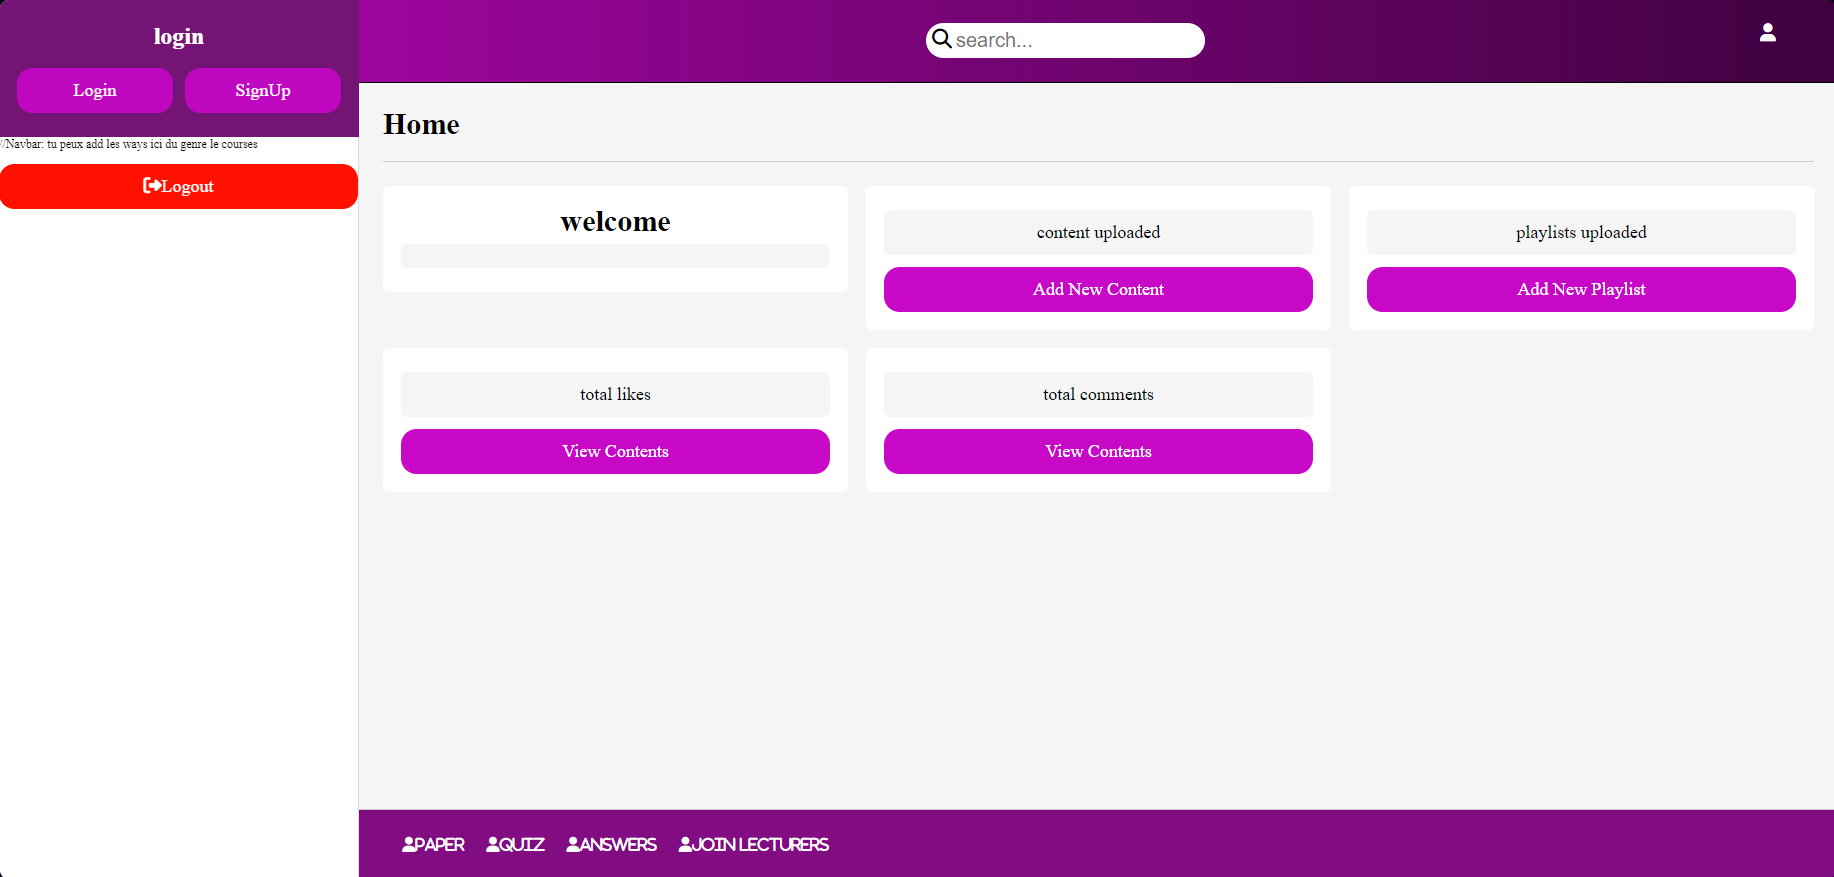 login
Login SignUp
//Navbar: tu peux add les ways ici du genre le courses
Logout
search...
Home
welcome
content uploaded
Add New Content
playlists uploaded
Add New Playlist
total likes
View Contents
total comments
View Contents
PAPER QUIZ ANSWERS JOIN LECTURERS